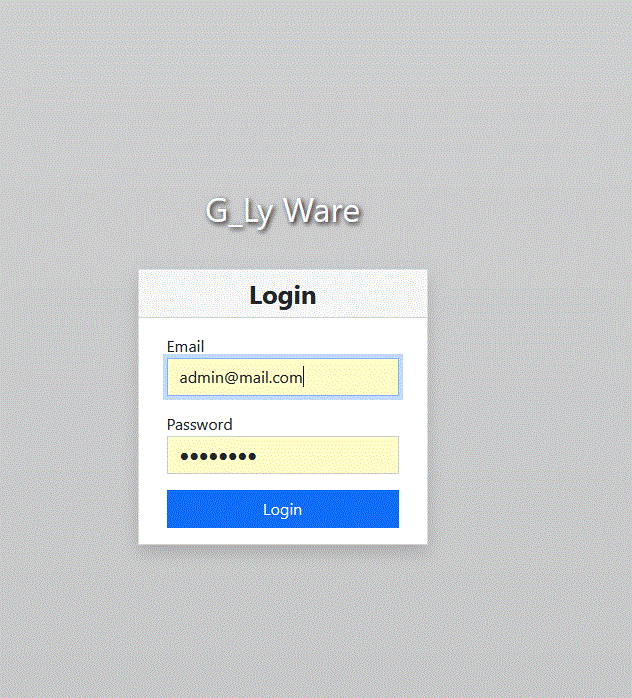 G_Ly Ware
Login
Email
admin@mail.com
Password
••••••••
Login